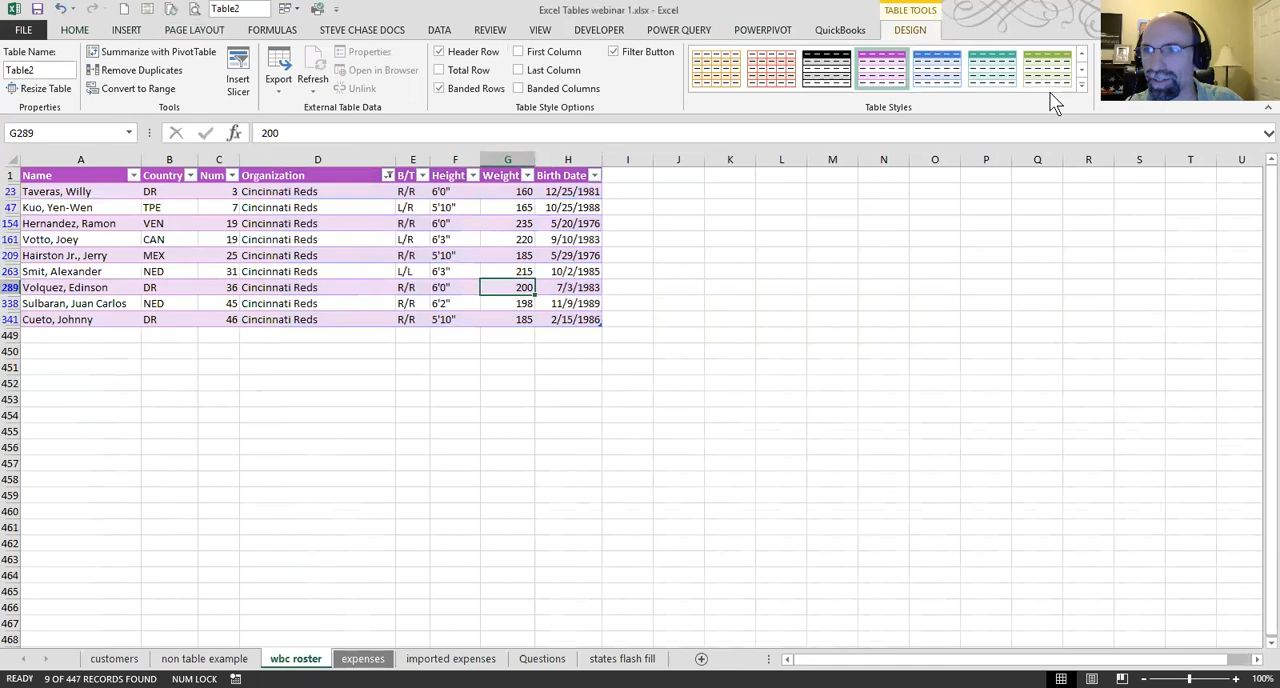 Table2
Excel Tables webinar 1.xlsx - Excel
TABLE TOOLS
FILE HOME INSERT PAGE LAYOUT FORMULAS STEVE CHASE DOCS DATA REVIEW VIEW DEVELOPER POWER QUERY POWERPIVOT QuickBooks DESIGN
Table Name:
Table2
Resize Table
Properties
Summarize with PivotTable
Remove Duplicates
Convert to Range
Tools
Insert
Slicer
Export
Refresh
Properties
Open in Browser
Unlink
External Table Data
Header Row
Total Row
Banded Rows
First Column
Last Column
Banded Columns
Filter Button
Table Style Options
Table Styles
G289 fx 200
A B C D E F G H I J K L M N O P Q R S T U
1 Name Country Num Organization B/T Height Weight Birth Date
23 Taveras, Willy DR 3 Cincinnati Reds R/R 6'0" 160 12/25/1981
47 Kuo, Yen-Wen TPE 7 Cincinnati Reds L/R 5'10" 165 10/25/1988
154 Hernandez, Ramon VEN 19 Cincinnati Reds R/R 6'0" 235 5/20/1976
161 Votto, Joey CAN 19 Cincinnati Reds L/R 6'3" 220 9/10/1983
209 Hairston Jr., Jerry MEX 25 Cincinnati Reds R/R 5'10" 185 5/29/1976
263 Smit, Alexander NED 31 Cincinnati Reds L/L 6'3" 215 10/2/1985
289 Volquez, Edinson DR 36 Cincinnati Reds R/R 6'0" 200 7/3/1983
338 Sulbaran, Juan Carlos NED 45 Cincinnati Reds R/R 6'2" 198 11/9/1989
341 Cueto, Johnny DR 46 Cincinnati Reds R/R 5'10" 185 2/15/1986
449
450
451
452
453
454
455
456
457
458
459
460
461
462
463
464
465
466
467
468
customers non table example wbc roster expenses imported expenses Questions states flash fill
READY 9 OF 447 RECORDS FOUND NUM LOCK 100%